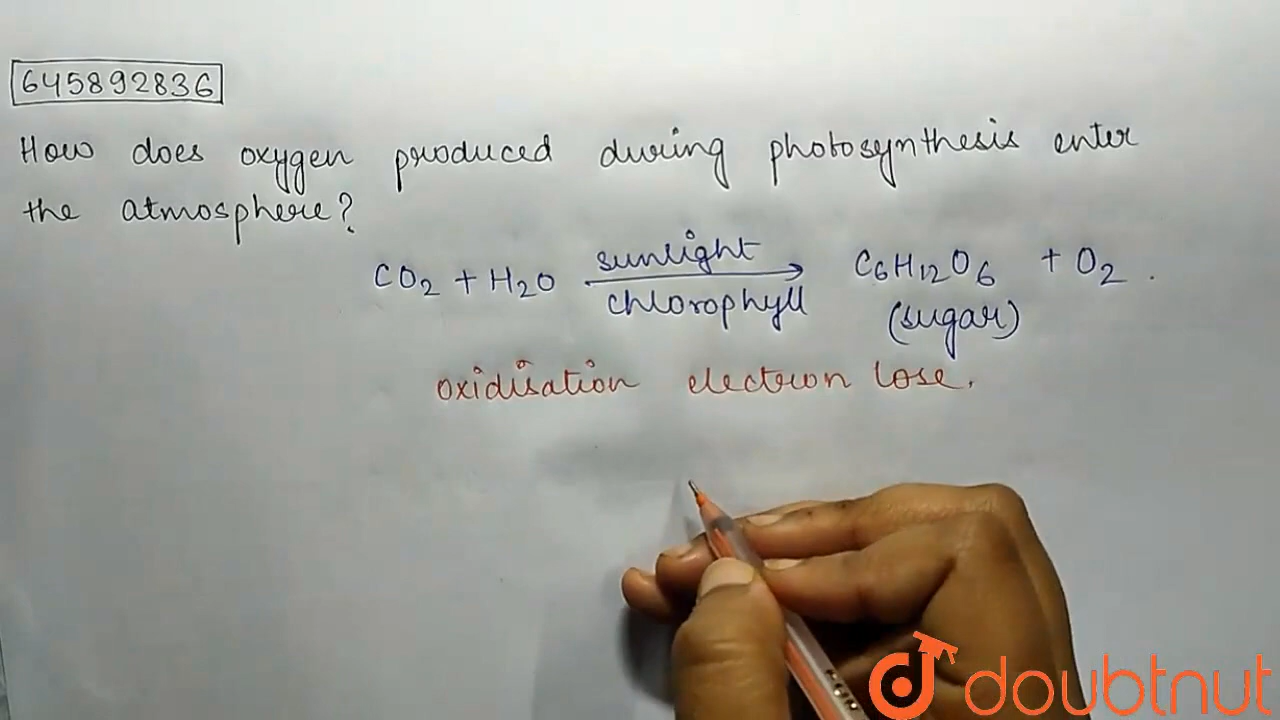 645892836
How does oxygen produced during photosynthesis enter
the atmosphere?
CO2 + H2O sunlight chlorophyll C6H12O6 + O2.
(sugar)
oxidisation electron lose.
doubtnut